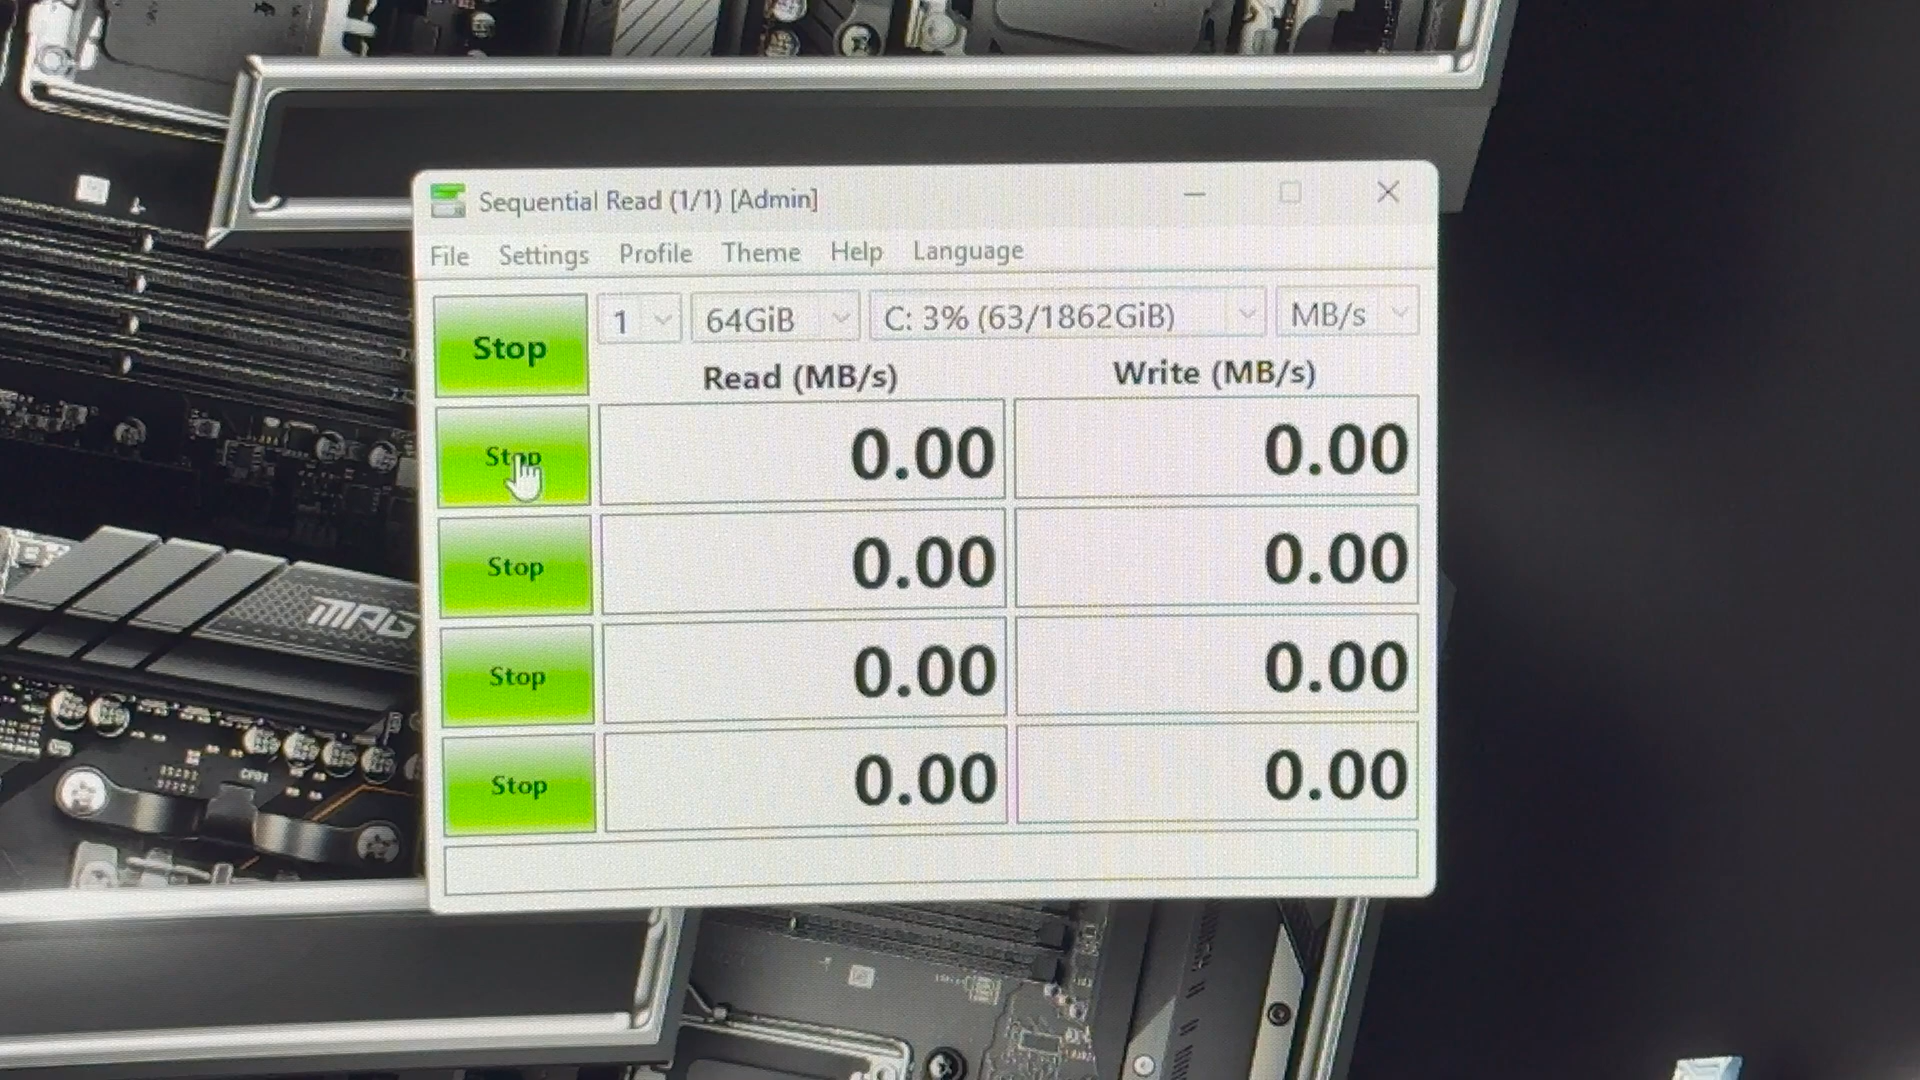 Sequential Read (1/1) [Admin]
File Settings Profile Theme Help Language
Stop 1 64GiB C: 3% (63/1862GiB) MB/s
Read (MB/s) Write (MB/s)
Stop 0.00 0.00
Stop 0.00 0.00
Stop 0.00 0.00
Stop 0.00 0.00
MPG